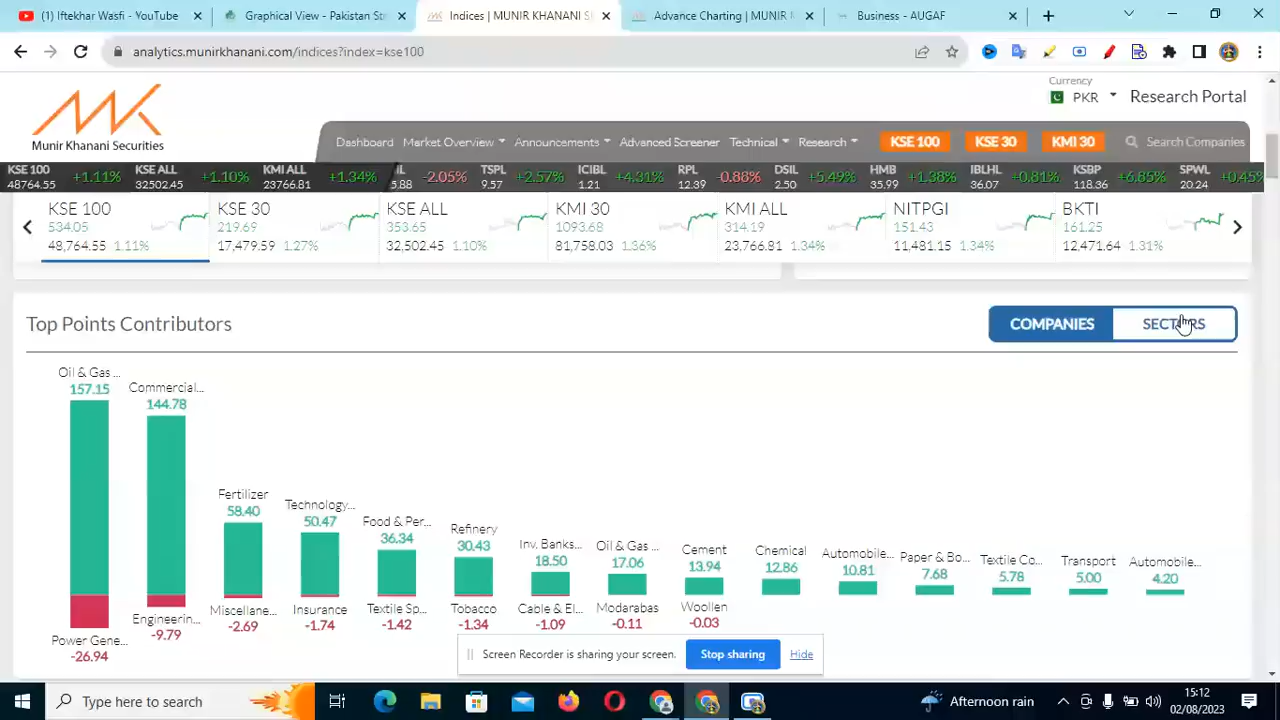 (1) Iftekhar Wasfi - YouTube
Graphical View - Pakistan St
Indices | MUNIR KHANANI S
Advance Charting | MUNIR
Business - AUGAF
analytics.munirkhanani.com/indices?index=kse100
Munir Khanani Securities
Currency
PKR
Research Portal
Dashboard Market Overview Announcements Advanced Screener Technical Research KSE 100 KSE 30 KMI 30 Search Companies
KSE 100 48764.55 +1.11%
KSE ALL 32502.45 +1.10%
KMI ALL 23766.81 +1.34%
IL 5.88 -2.05%
TSPL 9.57 +2.57%
ICIBL 1.21 +4.31%
RPL 12.39 -0.88%
DSIL 2.50 +5.49%
HMB 35.99 +1.38%
IBLHL 36.07 +0.81%
KSBP 118.36 +6.85%
SPWL 20.24 +0.45%
KSE 100
534.05
48,764.55 1.11%
KSE 30
219.67
17,479.59 1.27%
KSE ALL
353.65
32,502.45 1.10%
KMI 30
1093.68
81,758.03 1.36%
KMI ALL
314.19
23,766.81 1.34%
NITPGI
151.43
11,481.15 1.34%
BKTI
161.25
12,471.64 1.31%
Top Points Contributors
COMPANIES
SECTORS
Oil & Gas ...
157.15
Commercial...
144.78
Fertilizer
58.40
Technology...
50.47
Food & Per...
36.34
Refinery
30.43
Inv. Banks...
18.50
Oil & Gas ...
17.06
Cement
13.94
Chemical
12.86
Automobile...
10.81
Paper & Bo...
7.68
Textile Co...
5.78
Transport
5.00
Automobile...
4.20
Power Gene...
-26.94
Engineerin...
-9.79
Miscellane...
-2.69
Insurance
-1.74
Textile Sp...
-1.42
Tobacco
-1.34
Cable & El...
-1.09
Modarabas
-0.11
Woollen
-0.03
Screen Recorder is sharing your screen.
Stop sharing
Hide
Type here to search
Afternoon rain
15:12
02/08/2023